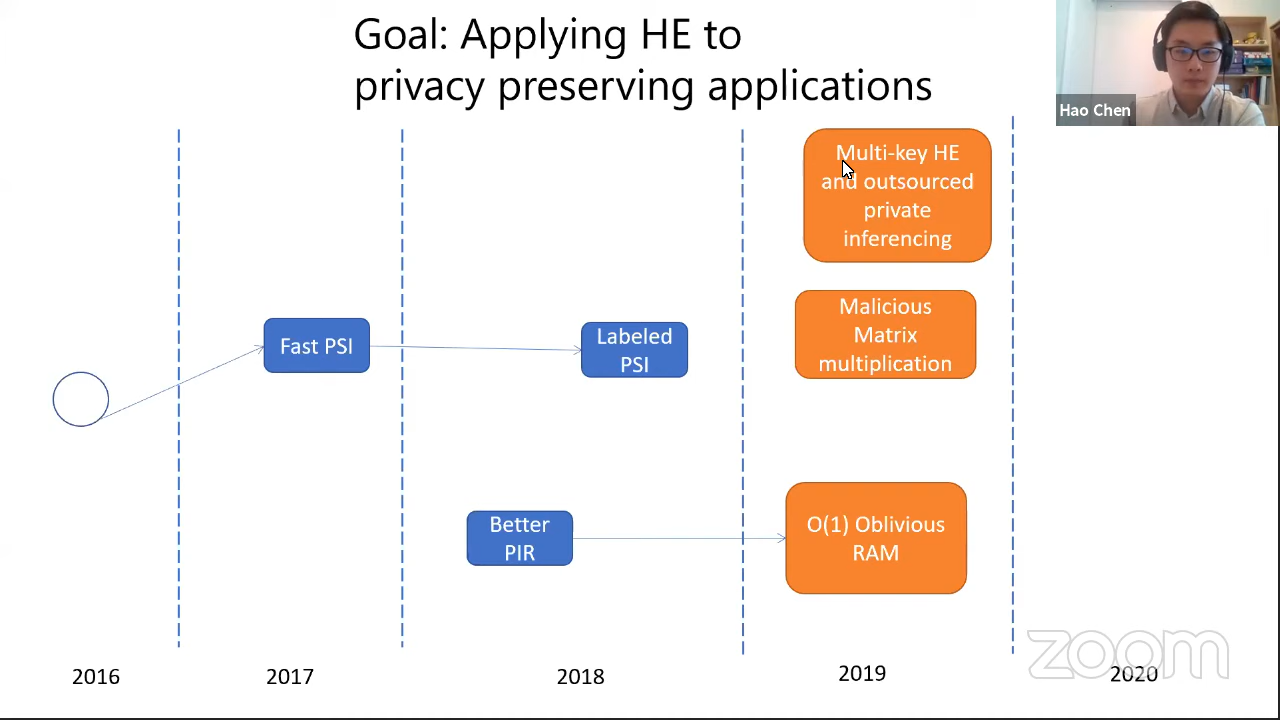 Goal: Applying HE to
privacy preserving applications
Hao Chen
Multi-key HE
and outsourced
private
inferencing
Fast PSI
Labeled
PSI
Malicious
Matrix
multiplication
Better
PIR
O(1) Oblivious
RAM
2016
2017
2018
2019
2020
zoom